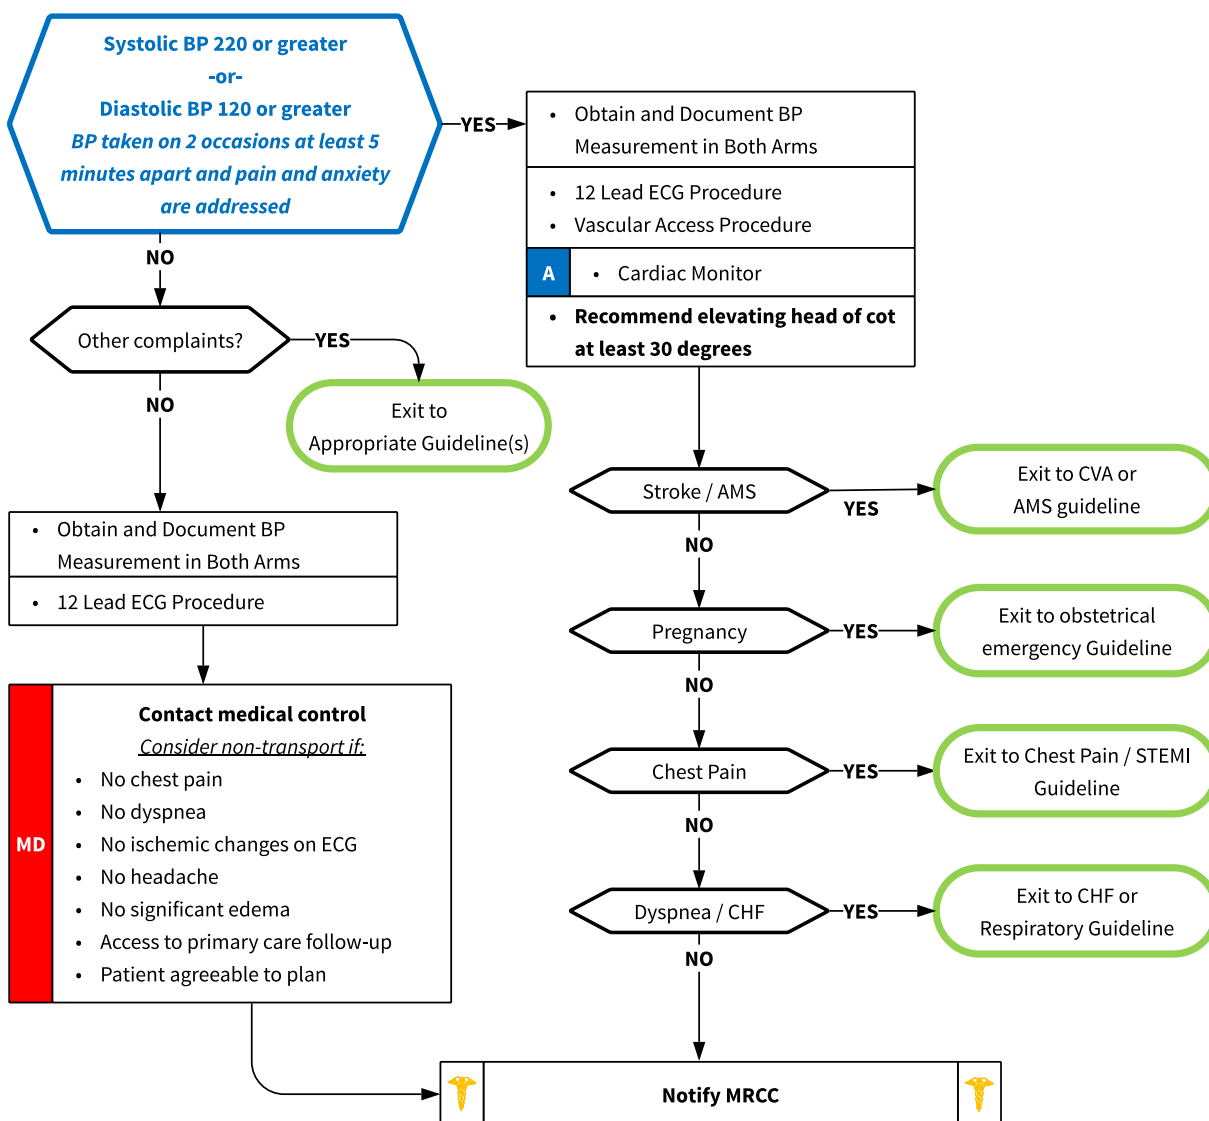 Systolic BP 220 or greater
-or-
Diastolic BP 120 or greater
BP taken on 2 occasions at least 5
minutes apart and pain and anxiety
are addressed
YES
• Obtain and Document BP
Measurement in Both Arms
• 12 Lead ECG Procedure
• Vascular Access Procedure
A
• Cardiac Monitor
• Recommend elevating head of cot
at least 30 degrees
NO
Other complaints?
YES
Exit to
Appropriate Guideline(s)
NO
• Obtain and Document BP
Measurement in Both Arms
• 12 Lead ECG Procedure
MD
Contact medical control
Consider non-transport if:
• No chest pain
• No dyspnea
• No ischemic changes on ECG
• No headache
• No significant edema
• Access to primary care follow-up
• Patient agreeable to plan
Stroke / AMS
YES
Exit to CVA or
AMS guideline
NO
Pregnancy
YES
Exit to obstetrical
emergency Guideline
NO
Chest Pain
YES
Exit to Chest Pain / STEMI
Guideline
NO
Dyspnea / CHF
YES
Exit to CHF or
Respiratory Guideline
NO
Notify MRCC